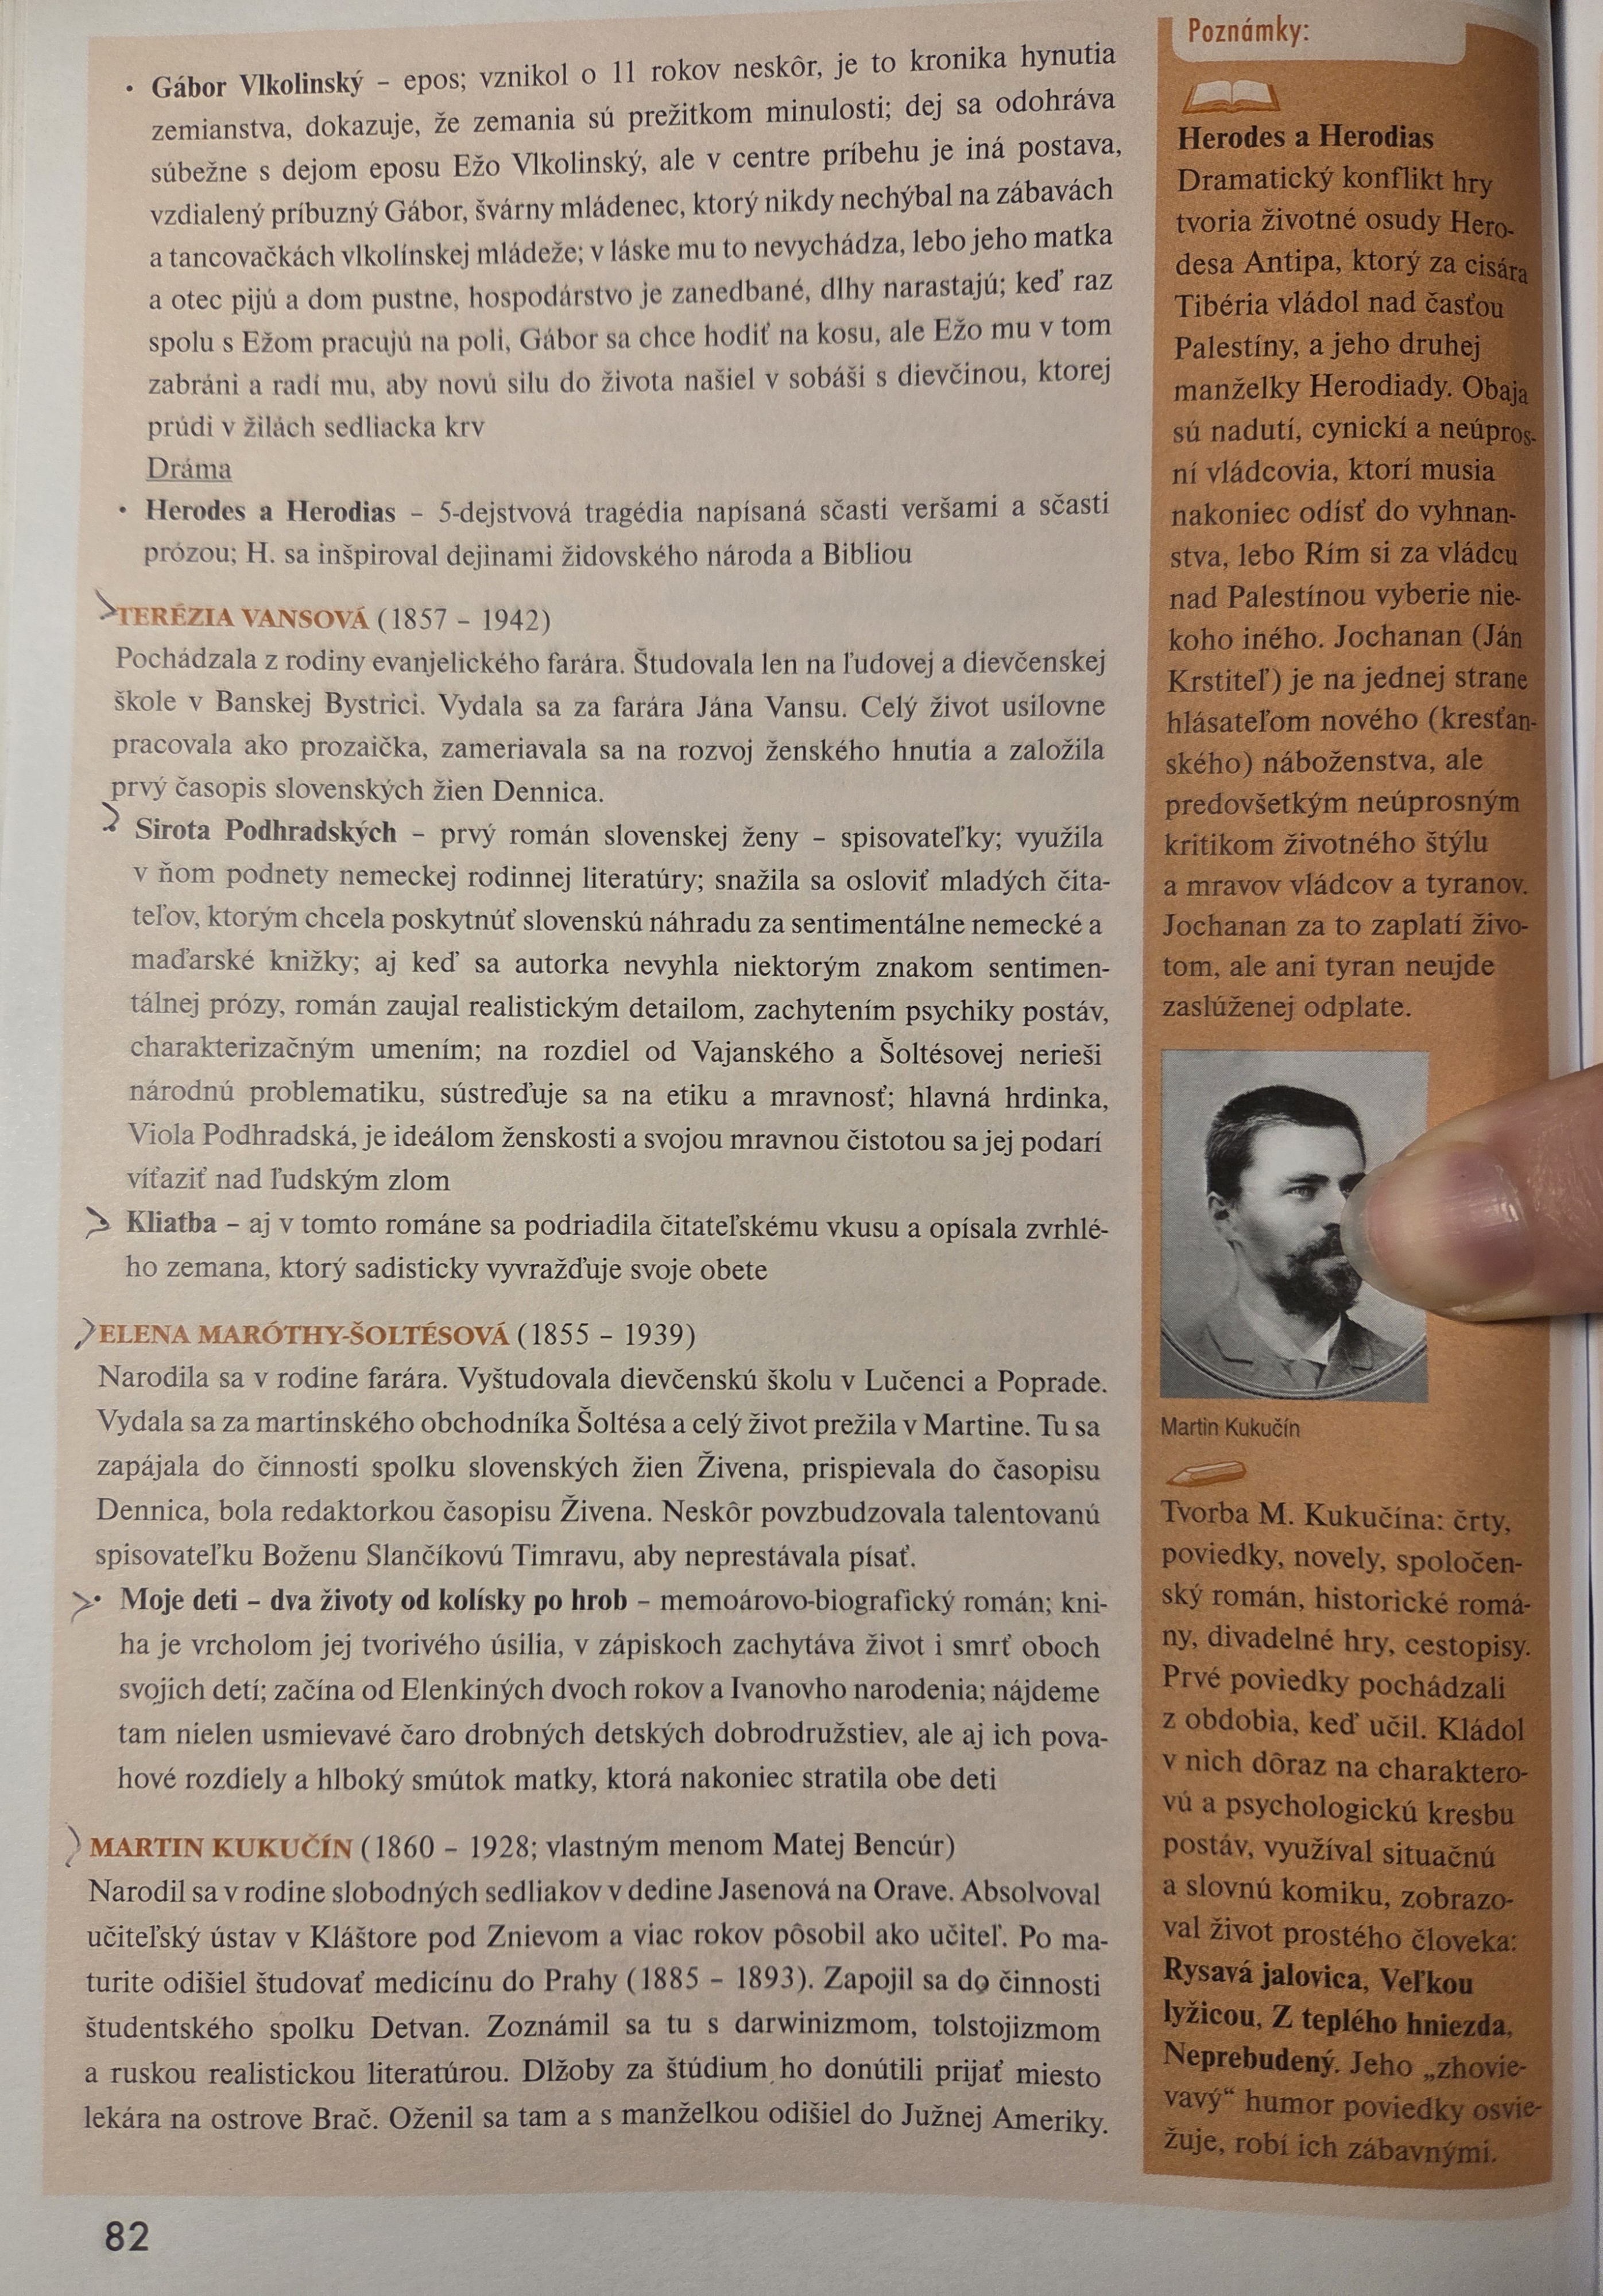 • Gábor Vlkolinský – epos; vznikol o 11 rokov neskôr, je to kronika hynutia
zemianstva, dokazuje, že zemania sú prežitkom minulosti; dej sa odohráva
súbežne s dejom eposu Ežo Vlkolinský, ale v centre príbehu je iná postava,
vzdialený príbuzný Gábor, švárny mládenec, ktorý nikdy nechýbal na zábavách
a tancovačkách vlkolínskej mládeže; v láske mu to nevychádza, lebo jeho matka
a otec pijú a dom pustne, hospodárstvo je zanedbané, dlhy narastajú; keď raz
spolu s Ežom pracujú na poli, Gábor sa chce hodiť na kosu, ale Ežo mu v tom
zabráni a radí mu, aby novú silu do života našiel v sobáši s dievčinou, ktorej
prúdi v žilách sedliacka krv
Dráma
• Herodes a Herodias – 5-dejstvová tragédia napísaná sčasti veršami a sčasti
prózou; H. sa inšpiroval dejinami židovského národa a Bibliou
TERÉZIA VANSOVÁ (1857 – 1942)
Pochádzala z rodiny evanjelického farára. Študovala len na ľudovej a dievčenskej
škole v Banskej Bystrici. Vydala sa za farára Jána Vansu. Celý život usilovne
pracovala ako prozaička, zameriavala sa na rozvoj ženského hnutia a založila
prvý časopis slovenských žien Dennica.
• Sirota Podhradských – prvý román slovenskej ženy – spisovateľky; využila
v ňom podnety nemeckej rodinnej literatúry; snažila sa osloviť mladých čita-
teľov, ktorým chcela poskytnúť slovenskú náhradu za sentimentálne nemecké a
maďarské knižky; aj keď sa autorka nevyhla niektorým znakom sentimen-
tálnej prózy, román zaujal realistickým detailom, zachytením psychiky postáv,
charakterizačným umením; na rozdiel od Vajanského a Šoltésovej nerieši
národnú problematiku, sústreďuje sa na etiku a mravnosť; hlavná hrdinka,
Viola Podhradská, je ideálom ženskosti a svojou mravnou čistotou sa jej podarí
víťaziť nad ľudským zlom
Kliatba – aj v tomto románe sa podriadila čitateľskému vkusu a opísala zvrhlé-
ho zemana, ktorý sadisticky vyvražďuje svoje obete
ELENA MARÓTHY-ŠOLTÉSOVÁ (1855 – 1939)
Narodila sa v rodine farára. Vyštudovala dievčenskú školu v Lučenci a Poprade.
Vydala sa za martinského obchodníka Šoltésa a celý život prežila v Martine. Tu sa
zapájala do činnosti spolku slovenských žien Živena, prispievala do časopisu
Dennica, bola redaktorkou časopisu Živena. Neskôr povzbudzovala talentovanú
spisovateľku Boženu Slančíkovú Timravu, aby neprestávala písať.
• Moje deti – dva životy od kolísky po hrob – memoárovo-biografický román; kni-
ha je vrcholom jej tvorivého úsilia, v zápiskoch zachytáva život i smrť oboch
svojich detí; začína od Elenkiných dvoch rokov a Ivanovho narodenia; nájdeme
tam nielen usmievavé čaro drobných detských dobrodružstiev, ale aj ich pova-
hové rozdiely a hlboký smútok matky, ktorá nakoniec stratila obe deti
MARTIN KUKUČÍN (1860 – 1928; vlastným menom Matej Bencúr)
Narodil sa v rodine slobodných sedliakov v dedine Jasenová na Orave. Absolvoval
učiteľský ústav v Kláštore pod Znievom a viac rokov pôsobil ako učiteľ. Po ma-
turite odišiel študovať medicínu do Prahy (1885 – 1893). Zapojil sa do činnosti
študentského spolku Detvan. Zoznámil sa tu s darwinizmom, tolstojizmom
a ruskou realistickou literatúrou. Dlžoby za štúdium ho donútili prijať miesto
lekára na ostrove Brač. Oženil sa tam a s manželkou odišiel do Južnej Ameriky.
82
Poznámky:
Herodes a Herodias
Dramatický konflikt hry
tvoria životné osudy Hero-
desa Antipa, ktorý za cisára
Tibéria vládol nad časťou
Palestíny, a jeho druhej
manželky Herodiady. Obaja
sú nadutí, cynickí a neúpros-
ní vládcovia, ktorí musia
nakoniec odísť do vyhnan-
stva, lebo Rím si za vládcu
nad Palestínou vyberie nie-
koho iného. Jochanan (Ján
Krstiteľ) je na jednej strane
hlásateľom nového (kresťan-
ského) náboženstva, ale
predovšetkým neúprosným
kritikom životného štýlu
a mravov vládcov a tyranov.
Jochanan za to zaplatí živo-
tom, ale ani tyran neujde
zaslúženej odplate.
Martin Kukučín
Tvorba M. Kukučína: črty,
poviedky, novely, spoločen-
ský román, historické romá-
ny, divadelné hry, cestopisy.
Prvé poviedky pochádzali
z obdobia, keď učil. Kládol
v nich dôraz na charaktero-
vú a psychologickú kresbu
postáv, využíval situačnú
a slovnú komiku, zobrazo-
val život prostého človeka:
Rysavá jalovica, Veľkou
lyžicou, Z teplého hniezda,
Neprebudený. Jeho „zhovie-
vavý“ humor poviedky osvie-
žuje, robí ich zábavnými.